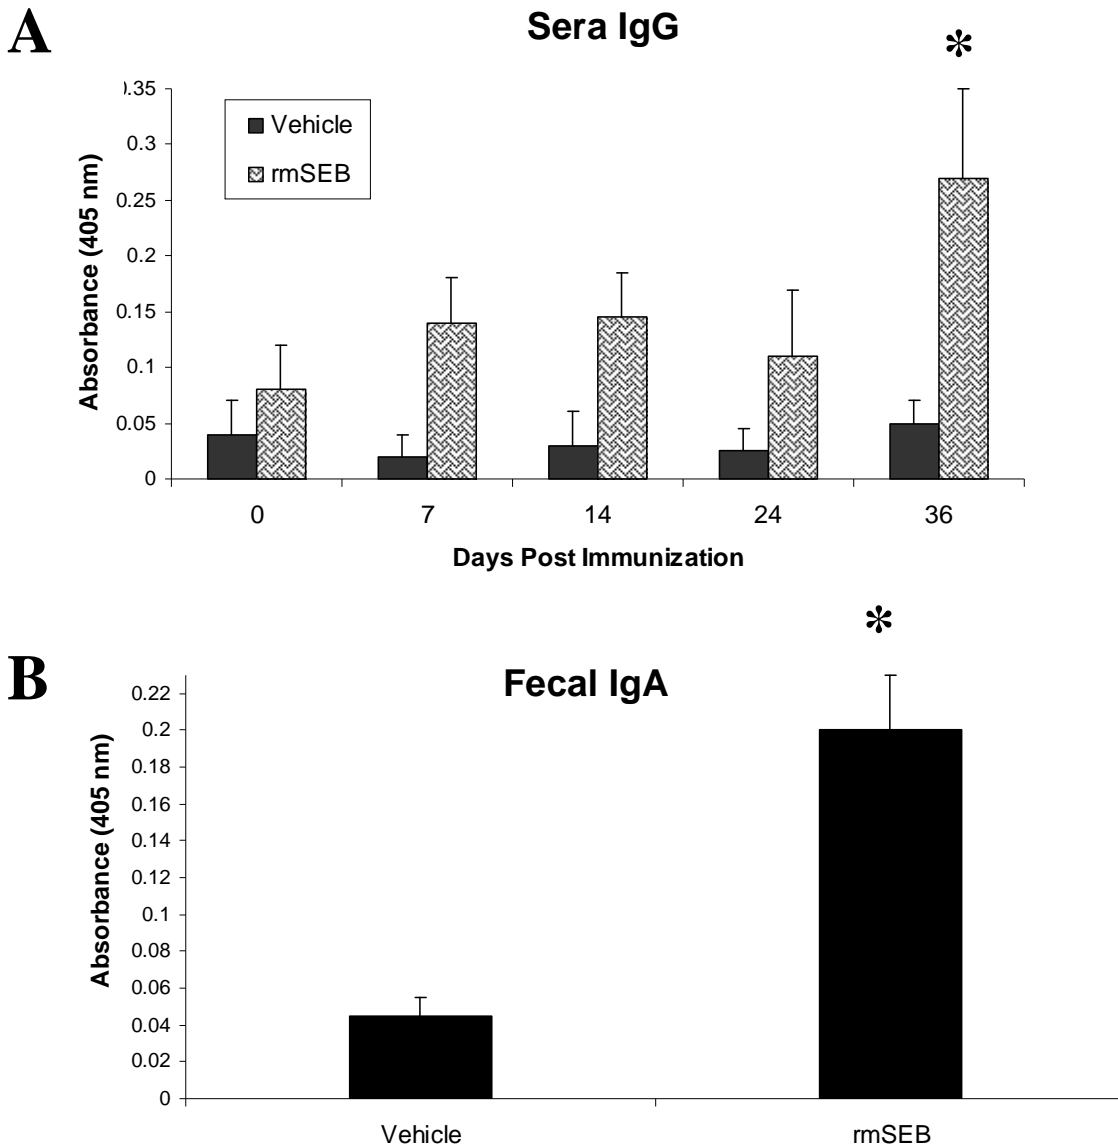 A
Sera IgG
*
).35
0.3
0.25
0.2
0.15
0.1
0.05
0
Absorbance (405 nm)
Vehicle
rmSEB
0 7 14 24 36
Days Post Immunization
B
Fecal IgA
*
0.22
0.2
0.18
0.16
0.14
0.12
0.1
0.08
0.06
0.04
0.02
0
Absorbance (405 nm)
Vehicle rmSEB